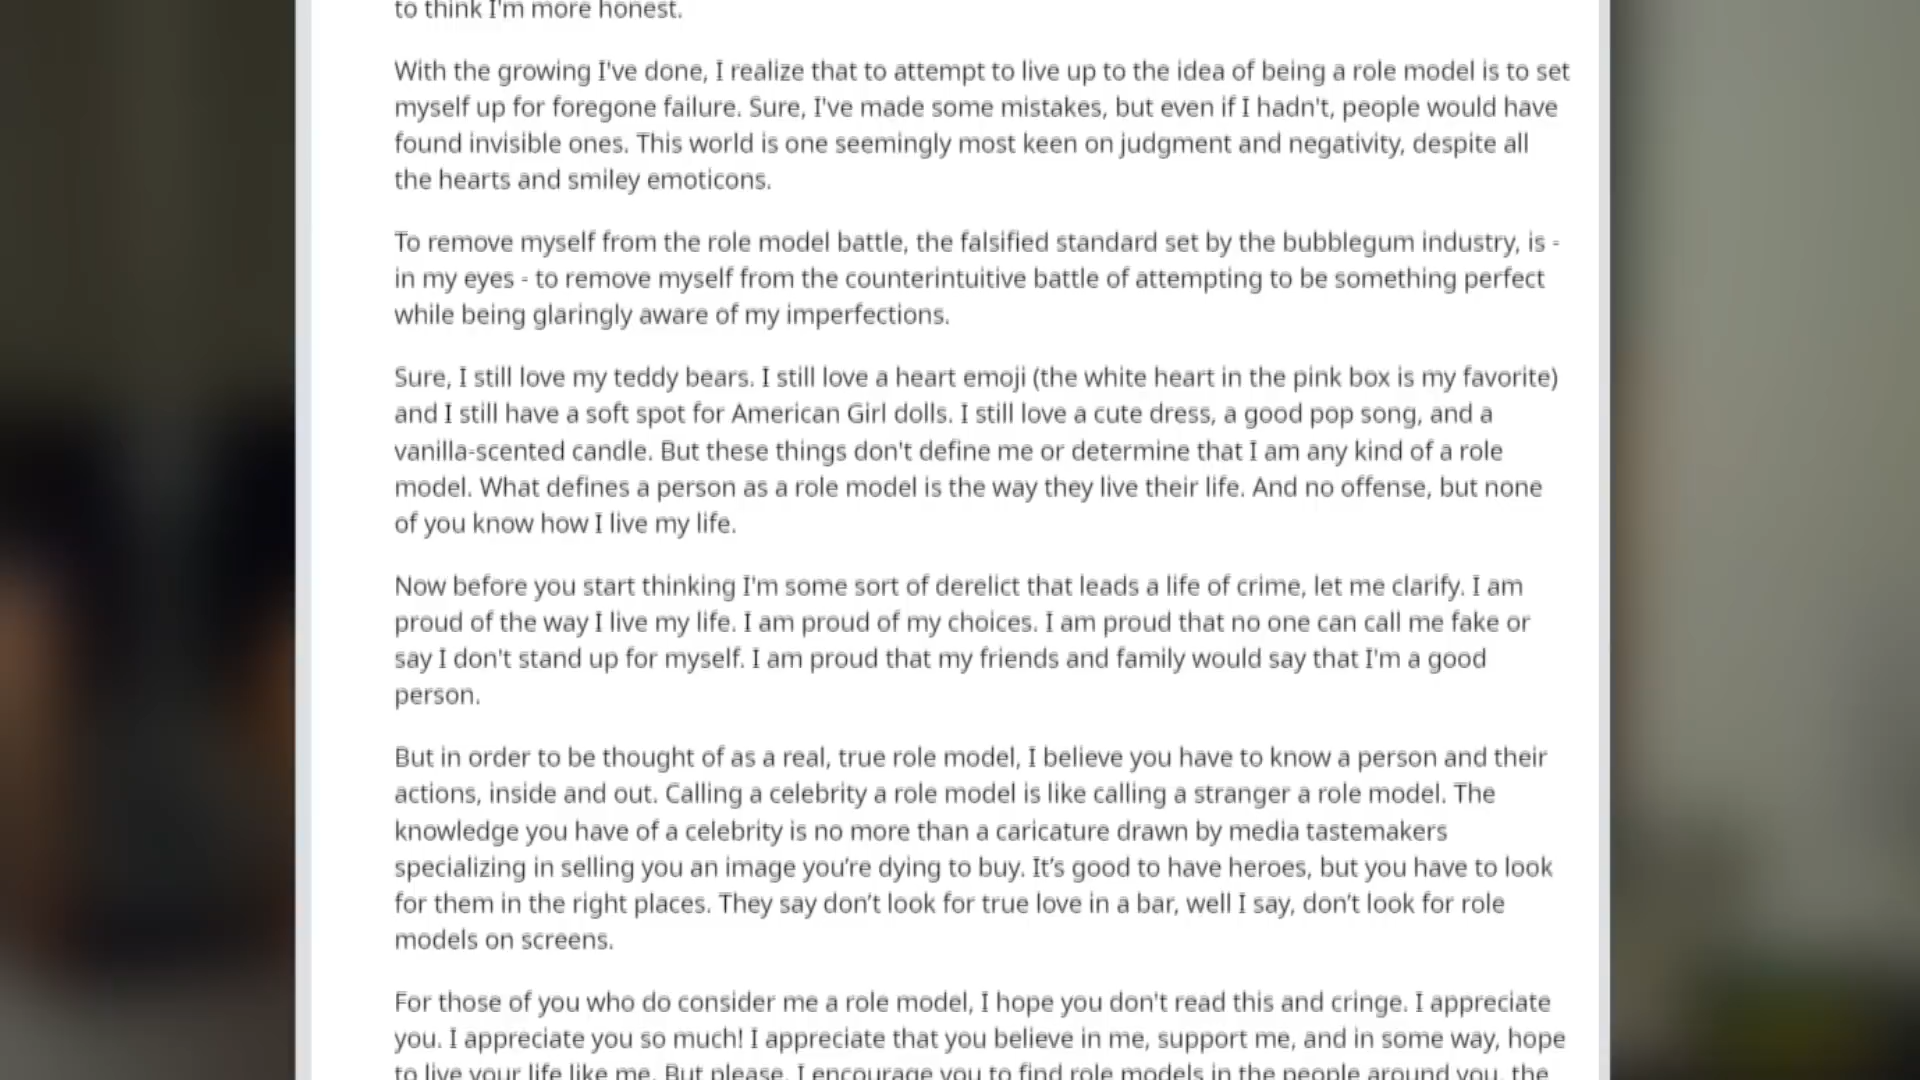 to think I'm more honest.
With the growing I've done, I realize that to attempt to live up to the idea of being a role model is to set
myself up for foregone failure. Sure, I've made some mistakes, but even if I hadn't, people would have
found invisible ones. This world is one seemingly most keen on judgment and negativity, despite all
the hearts and smiley emoticons.
To remove myself from the role model battle, the falsified standard set by the bubblegum industry, is -
in my eyes - to remove myself from the counterintuitive battle of attempting to be something perfect
while being glaringly aware of my imperfections.
Sure, I still love my teddy bears. I still love a heart emoji (the white heart in the pink box is my favorite)
and I still have a soft spot for American Girl dolls. I still love a cute dress, a good pop song, and a
vanilla-scented candle. But these things don't define me or determine that I am any kind of a role
model. What defines a person as a role model is the way they live their life. And no offense, but none
of you know how I live my life.
Now before you start thinking I'm some sort of derelict that leads a life of crime, let me clarify. I am
proud of the way I live my life. I am proud of my choices. I am proud that no one can call me fake or
say I don't stand up for myself. I am proud that my friends and family would say that I'm a good
person.
But in order to be thought of as a real, true role model, I believe you have to know a person and their
actions, inside and out. Calling a celebrity a role model is like calling a stranger a role model. The
knowledge you have of a celebrity is no more than a caricature drawn by media tastemakers
specializing in selling you an image you’re dying to buy. It’s good to have heroes, but you have to look
for them in the right places. They say don’t look for true love in a bar, well I say, don’t look for role
models on screens.
For those of you who do consider me a role model, I hope you don't read this and cringe. I appreciate
you. I appreciate you so much! I appreciate that you believe in me, support me, and in some way, hope
to live your life like me. But please, I encourage you to find role models in the people around you, the